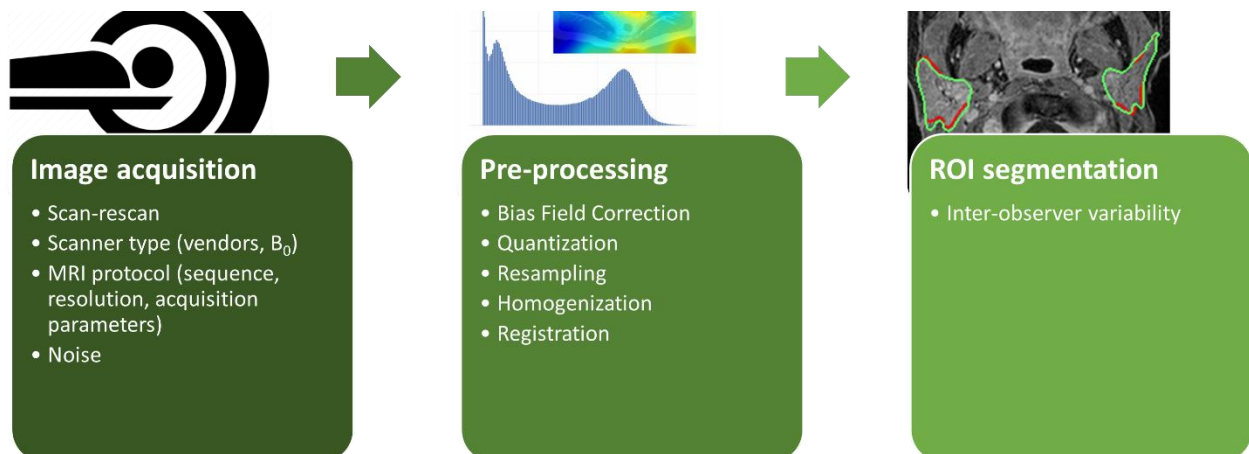 Image acquisition
• Scan-rescan
• Scanner type (vendors, B₀)
• MRI protocol (sequence,
resolution, acquisition
parameters)
• Noise
Pre-processing
• Bias Field Correction
• Quantization
• Resampling
• Homogenization
• Registration
ROI segmentation
• Inter-observer variability